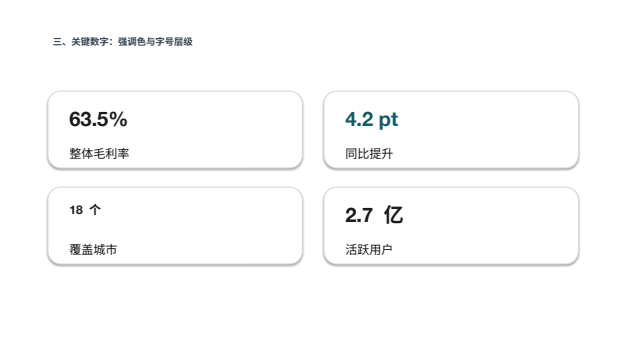 三、关键数字：强调色与字号层级
63.5%
整体毛利率
4.2 pt
同比提升
18 个
覆盖城市
2.7 亿
活跃用户